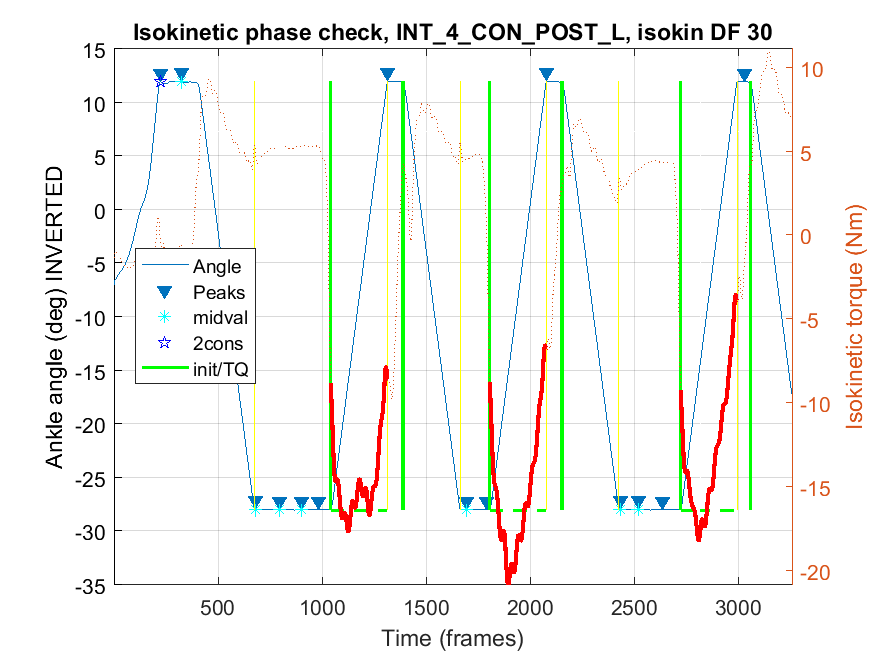 Isokinetic phase check, INT_4_CON_POST_L, isokin DF 30
15
10
5
0
-5
-10
-15
-20
-25
-30
-35
Ankle angle (deg) INVERTED
Angle
Peaks
midval
2cons
init/TQ
10
5
0
-5
-10
-15
-20
Isokinetic torque (Nm)
500
1000
1500
2000
2500
3000
Time (frames)